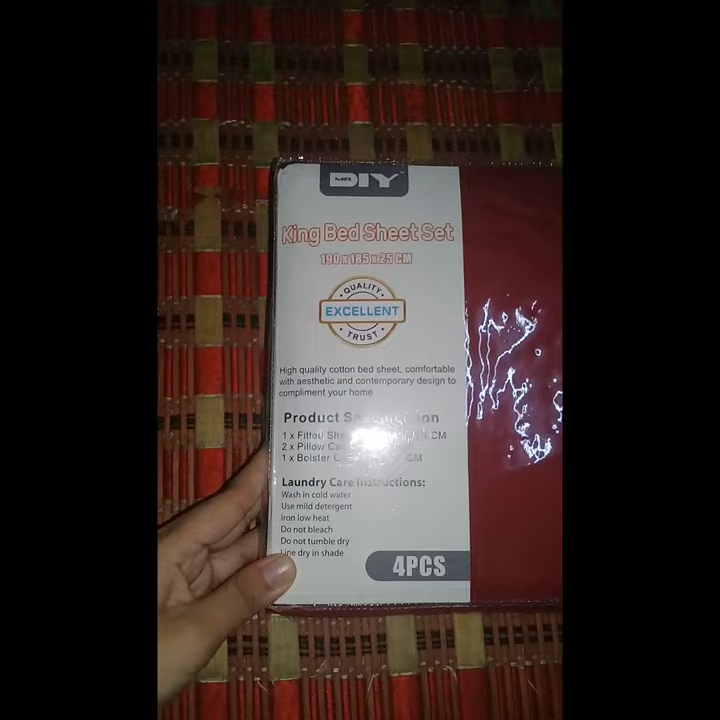 MR. DIY
King Bed Sheet Set
190 x 185 x 25 CM
QUALITY
EXCELLENT
TRUST
High quality cotton bed sheet, comfortable
with aesthetic and contemporary design to
compliment your home
Product
1 x Fitted CM
2 x Pillow
1 x Bolster CM
Laundry Care Instructions:
Wash in cold water
Use mild detergent
Iron low heat
Do not bleach
Do not tumble dry
Line dry in shade
4PCS